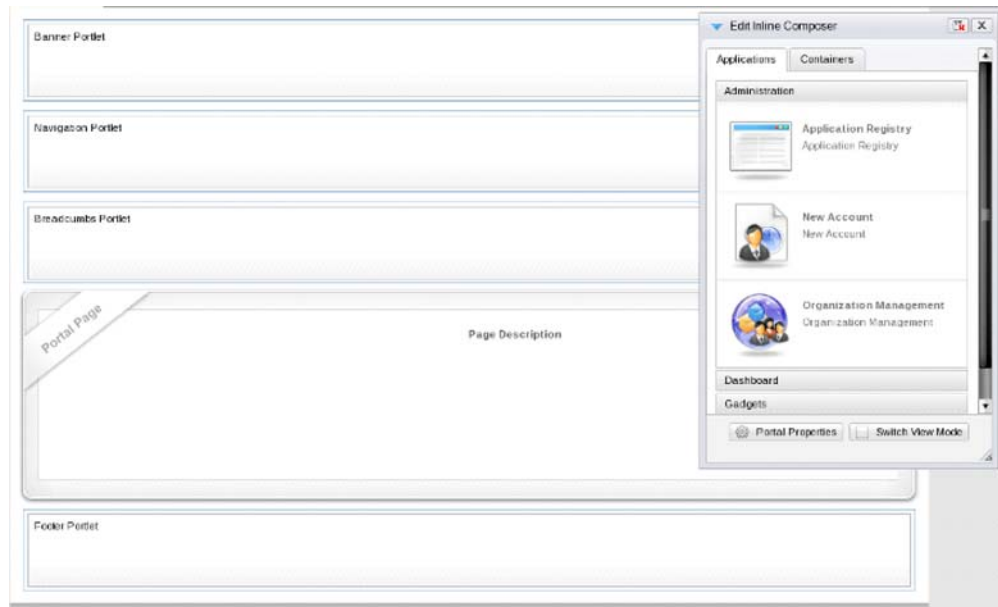 Banner Portlet
Navigation Portlet
Breadcumbs Portlet
Portal Page
Page Description
Footer Portlet
Edit Inline Composer
Applications
Containers
Administration
Application Registry
Application Registry
New Account
New Account
Organization Management
Organization Management
Dashboard
Gadgets
Portal Properties
Switch View Mode